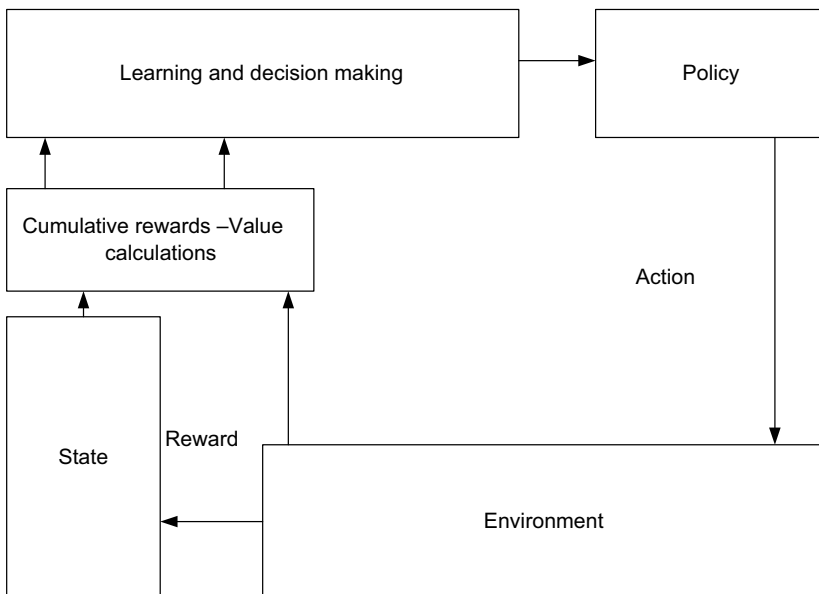 Learning and decision making
Policy
Cumulative rewards –Value
calculations
Action
Reward
State
Environment